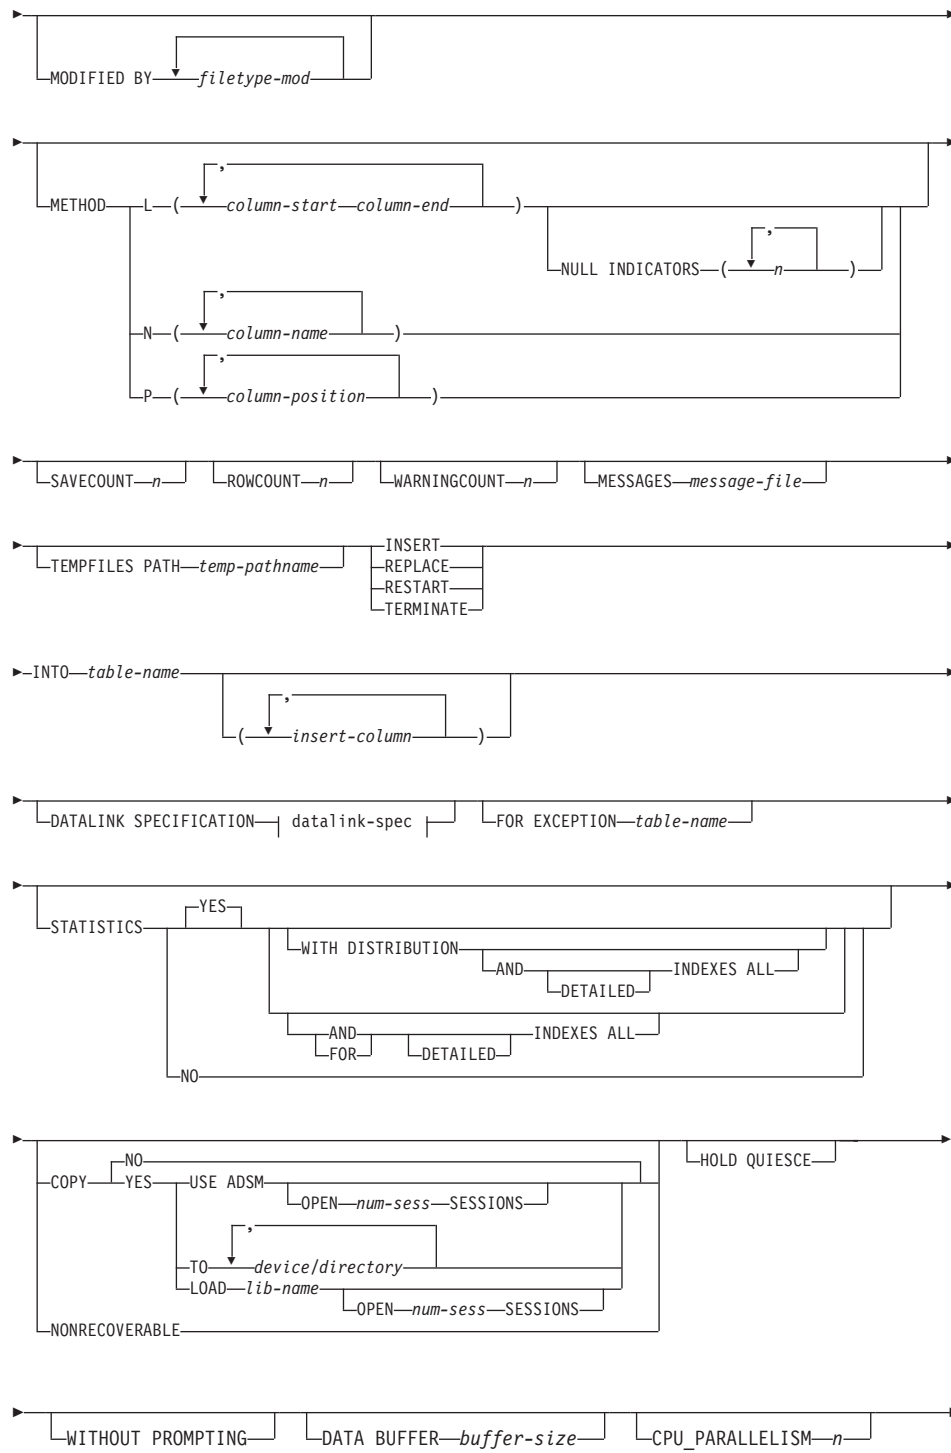 MODIFIED BY filetype-mod
,
,
METHOD L ( column-start column-end )
,
NULL INDICATORS ( n )
,
N ( column-name )
,
P ( column-position )
SAVECOUNT n ROWCOUNT n WARNINGCOUNT n MESSAGES message-file
TEMPFILES PATH temp-pathname INSERT
REPLACE
RESTART
TERMINATE
INTO table-name
,
( insert-column )
DATALINK SPECIFICATION datalink-spec FOR EXCEPTION table-name
YES
STATISTICS
WITH DISTRIBUTION
AND INDEXES ALL
DETAILED
AND INDEXES ALL
FOR DETAILED
NO
NO
COPY YES USE ADSM HOLD QUIESCE
OPEN num-sess SESSIONS
,
TO device/directory
LOAD lib-name
OPEN num-sess SESSIONS
NONRECOVERABLE
WITHOUT PROMPTING DATA BUFFER buffer-size CPU_PARALLELISM n